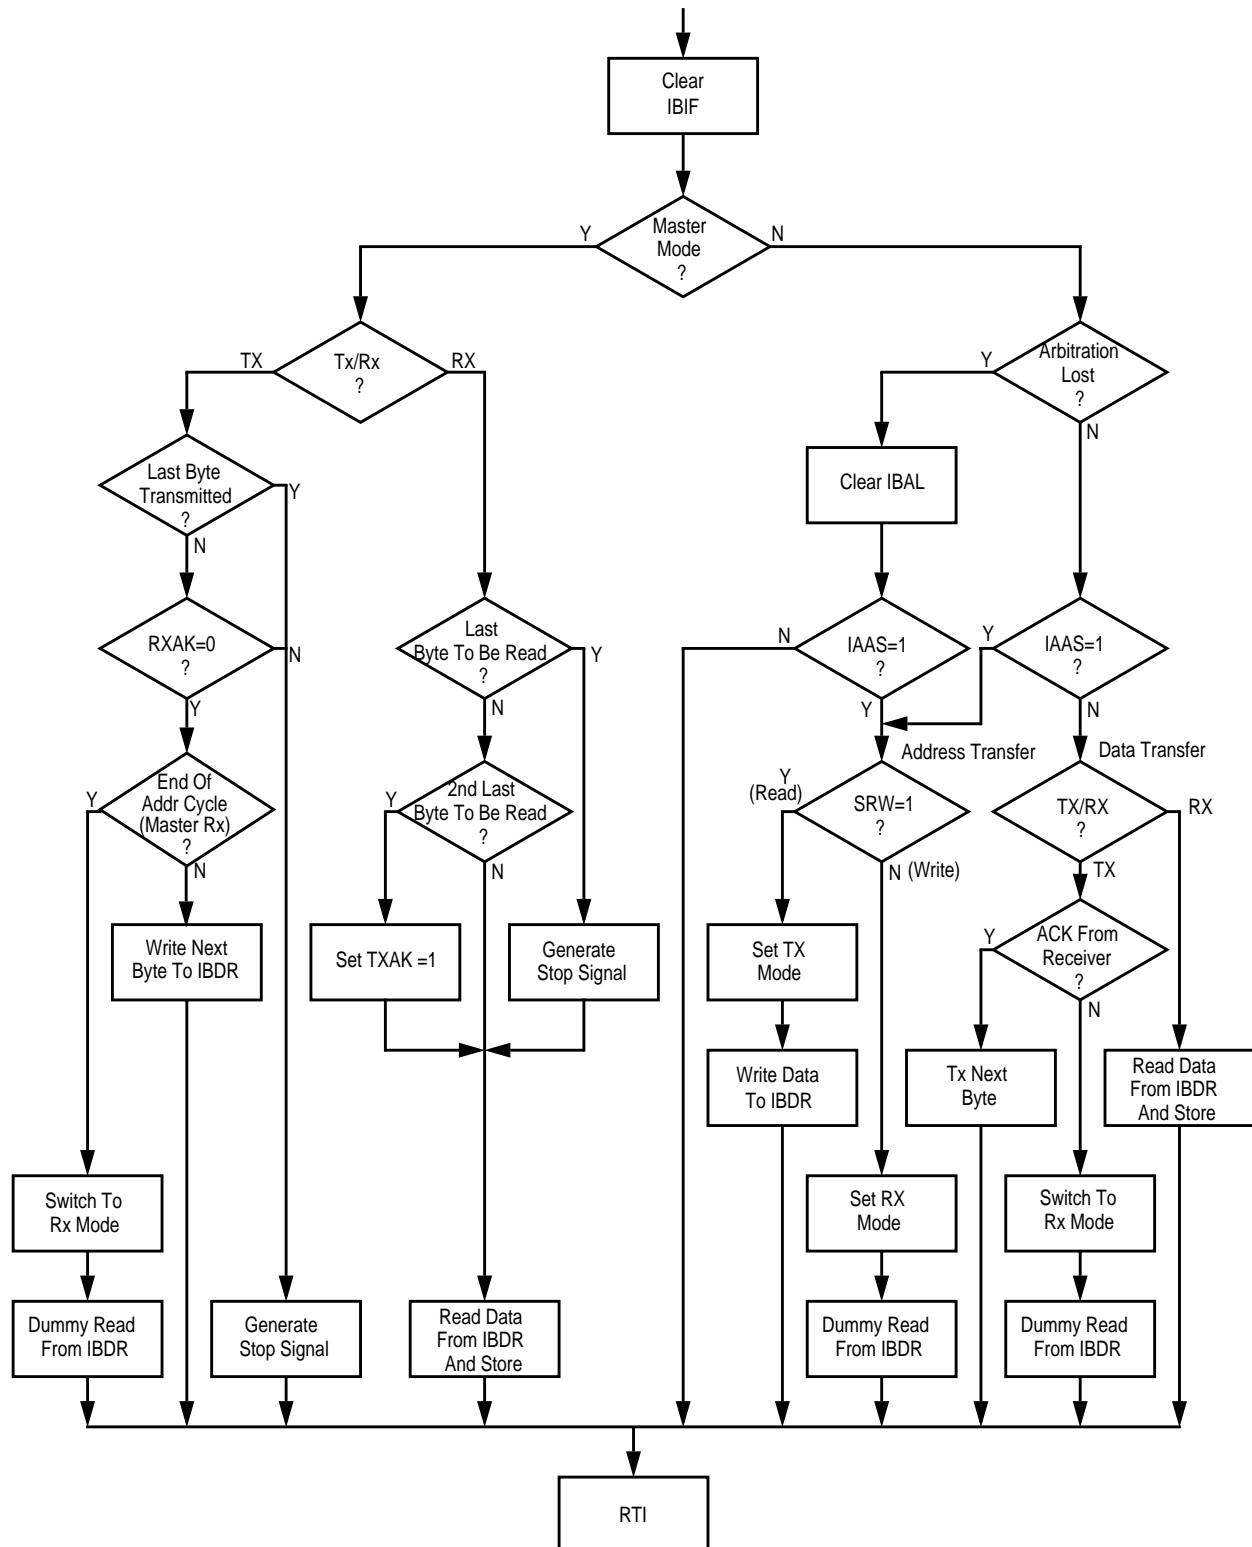 Clear
IBIF
Master
Mode
?
Y
N
Tx/Rx
?
TX
RX
Arbitration
Lost
?
Y
N
Last Byte
Transmitted
?
Y
N
Clear IBAL
RXAK=0
?
N
Y
Last
Byte To Be Read
?
Y
N
IAAS=1
?
N
Y
IAAS=1
?
Y
N
Address Transfer
Data Transfer
End Of
Addr Cycle
(Master Rx)
?
Y
N
2nd Last
Byte To Be Read
?
Y
N
Y
(Read)
SRW=1
?
N (Write)
TX/RX
?
RX
TX
Write Next
Byte To IBDR
Set TXAK =1
Generate
Stop Signal
Set TX
Mode
ACK From
Receiver
?
Y
N
Write Data
To IBDR
Tx Next
Byte
Read Data
From IBDR
And Store
Switch To
Rx Mode
Set RX
Mode
Switch To
Rx Mode
Dummy Read
From IBDR
Generate
Stop Signal
Read Data
From IBDR
And Store
Dummy Read
From IBDR
Dummy Read
From IBDR
RTI